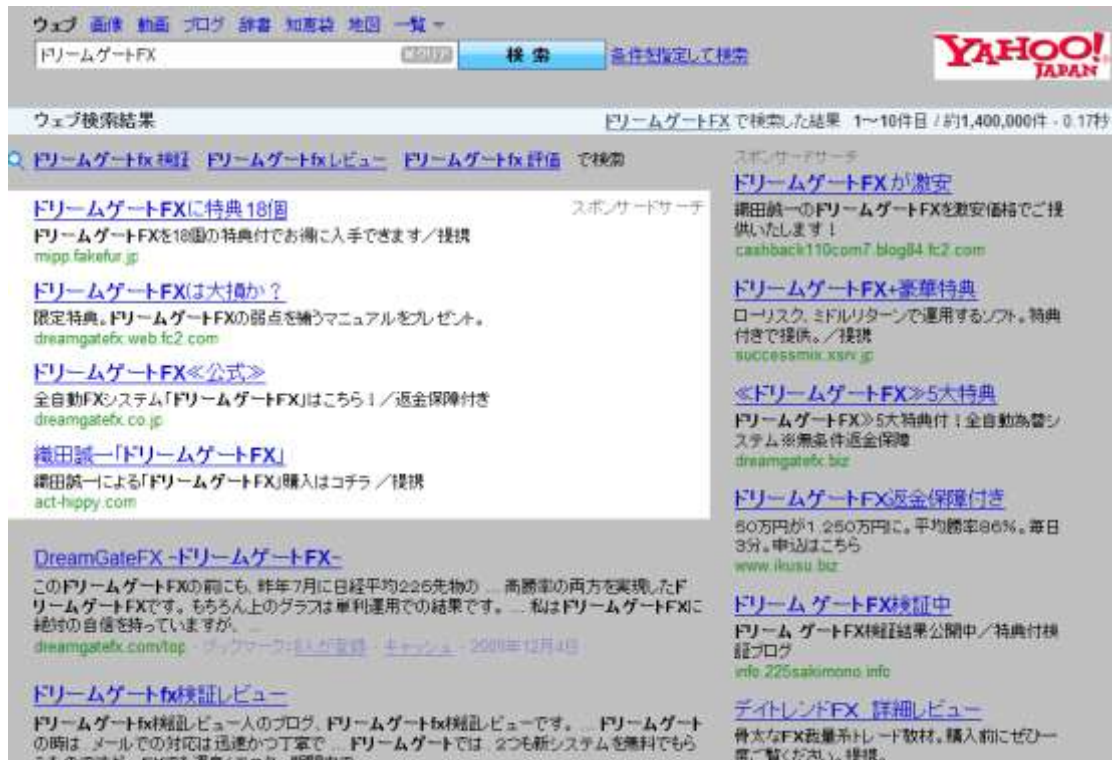 ウェブ 画像 動画 ブログ 辞書 知恵袋 地図 一覧
ドリームゲートFX
検索
条件を指定して検索
YAHOO!
JAPAN
ウェブ検索結果
ドリームゲートFX で検索した結果 1～10件目 / 約1,400,000件 - 0.17秒
ドリームゲートfx 検証 ドリームゲートfx レビュー ドリームゲートfx 評価 で検索
ドリームゲートFXに特典18個
スポンサードサーチ
ドリームゲートFXを18個の特典付でお得に入手できます／提携
mipp.fakefur.jp
ドリームゲートFXは大損か？
限定特典。ドリームゲートFXの弱点を補うマニュアルをプレゼント。
dreamgatefx.web.fc2.com
ドリームゲートFX≪公式≫
全自動FXシステム「ドリームゲートFX」はこちら！／返金保障付き
dreamgatefx.co.jp
織田誠一「ドリームゲートFX」
織田誠一による「ドリームゲートFX」購入はコチラ／提携
act-hippy.com
DreamGateFX -ドリームゲートFX-
このドリームゲートFXの前にも、昨年7月に日経平均225先物の ... 高勝率の両方を実現したド
リームゲートFXです。もちろん上のグラフは単利運用での結果です。 ... 私はドリームゲートFXに
絶対の自信を持っていますが、 ...
dreamgatefx.com/top - ブックマーク:8人が登録 - キャッシュ - 2009年12月4日
ドリームゲートfx検証レビュー
ドリームゲートfx検証レビュー人のブログ、ドリームゲートfx検証レビューです。 ... ドリームゲート
の時は メールでの対応は迅速かつ丁寧で ... ドリームゲートでは 2つも新システムを無料でもら
スポンサードサーチ
ドリームゲートFXが激安
織田誠一のドリームゲートFXを激安価格でご提
供いたします！
cashback110com7.blog84.fc2.com
ドリームゲートFX+豪華特典
ローリスク、ミドルリターンで運用するソフト。特典
付きで提供。／提携
successmix.xsrv.jp
≪ドリームゲートFX≫5大特典
ドリームゲートFX≫5大特典付！全自動為替シ
ステム※無条件返金保障
dreamgatefx.biz
ドリームゲートFX返金保障付き
50万円が1,250万円に。平均勝率86%。毎日
3分。申込はこちら
www.ikusu.biz
ドリーム ゲートFX検証中
ドリーム ゲートFX検証結果公開中／特典付検
証ブログ
info.225sakimono.info
デイトレンドFX 詳細レビュー
骨太なFX裁量系トレード教材。購入前にぜひ一
度ご覧ください。提携。